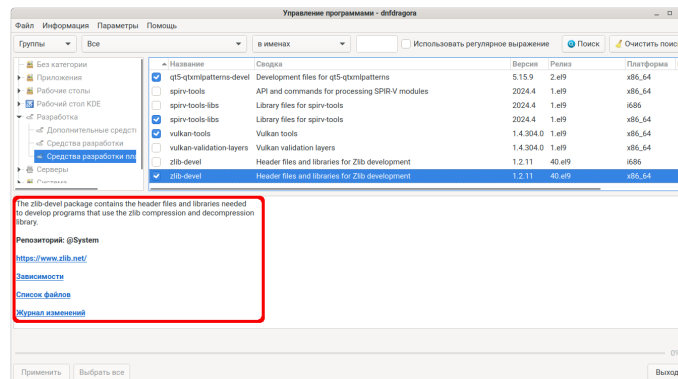 Управление программами - dnfdragora
Файл Информация Параметры Помощь
Группы Все в именах Использовать регулярное выражение Поиск Очистить поис
Без категории
Приложения
Рабочие столы
Рабочий стол KDE
Разработка
Дополнительные средст
Средства разработки
Средства разработки пла
Серверы
Система
Название Сводка Версия Релиз Платформа
qt5-qtxmlpatterns-devel Development files for qt5-qtxmlpatterns 5.15.9 2.el9 x86_64
spirv-tools API and commands for processing SPIR-V modules 2024.4 1.el9 x86_64
spirv-tools-libs Library files for spirv-tools 2024.4 1.el9 i686
spirv-tools-libs Library files for spirv-tools 2024.4 1.el9 x86_64
vulkan-tools Vulkan tools 1.4.304.0 1.el9 x86_64
vulkan-validation-layers Vulkan validation layers 1.4.304.0 1.el9 x86_64
zlib-devel Header files and libraries for Zlib development 1.2.11 40.el9 i686
zlib-devel Header files and libraries for Zlib development 1.2.11 40.el9 x86_64
The zlib-devel package contains the header files and libraries needed
to develop programs that use the zlib compression and decompression
library.
Репозиторий: @System
https://www.zlib.net/
Зависимости
Список файлов
Журнал изменений
0%
Применить Выбрать все Выход